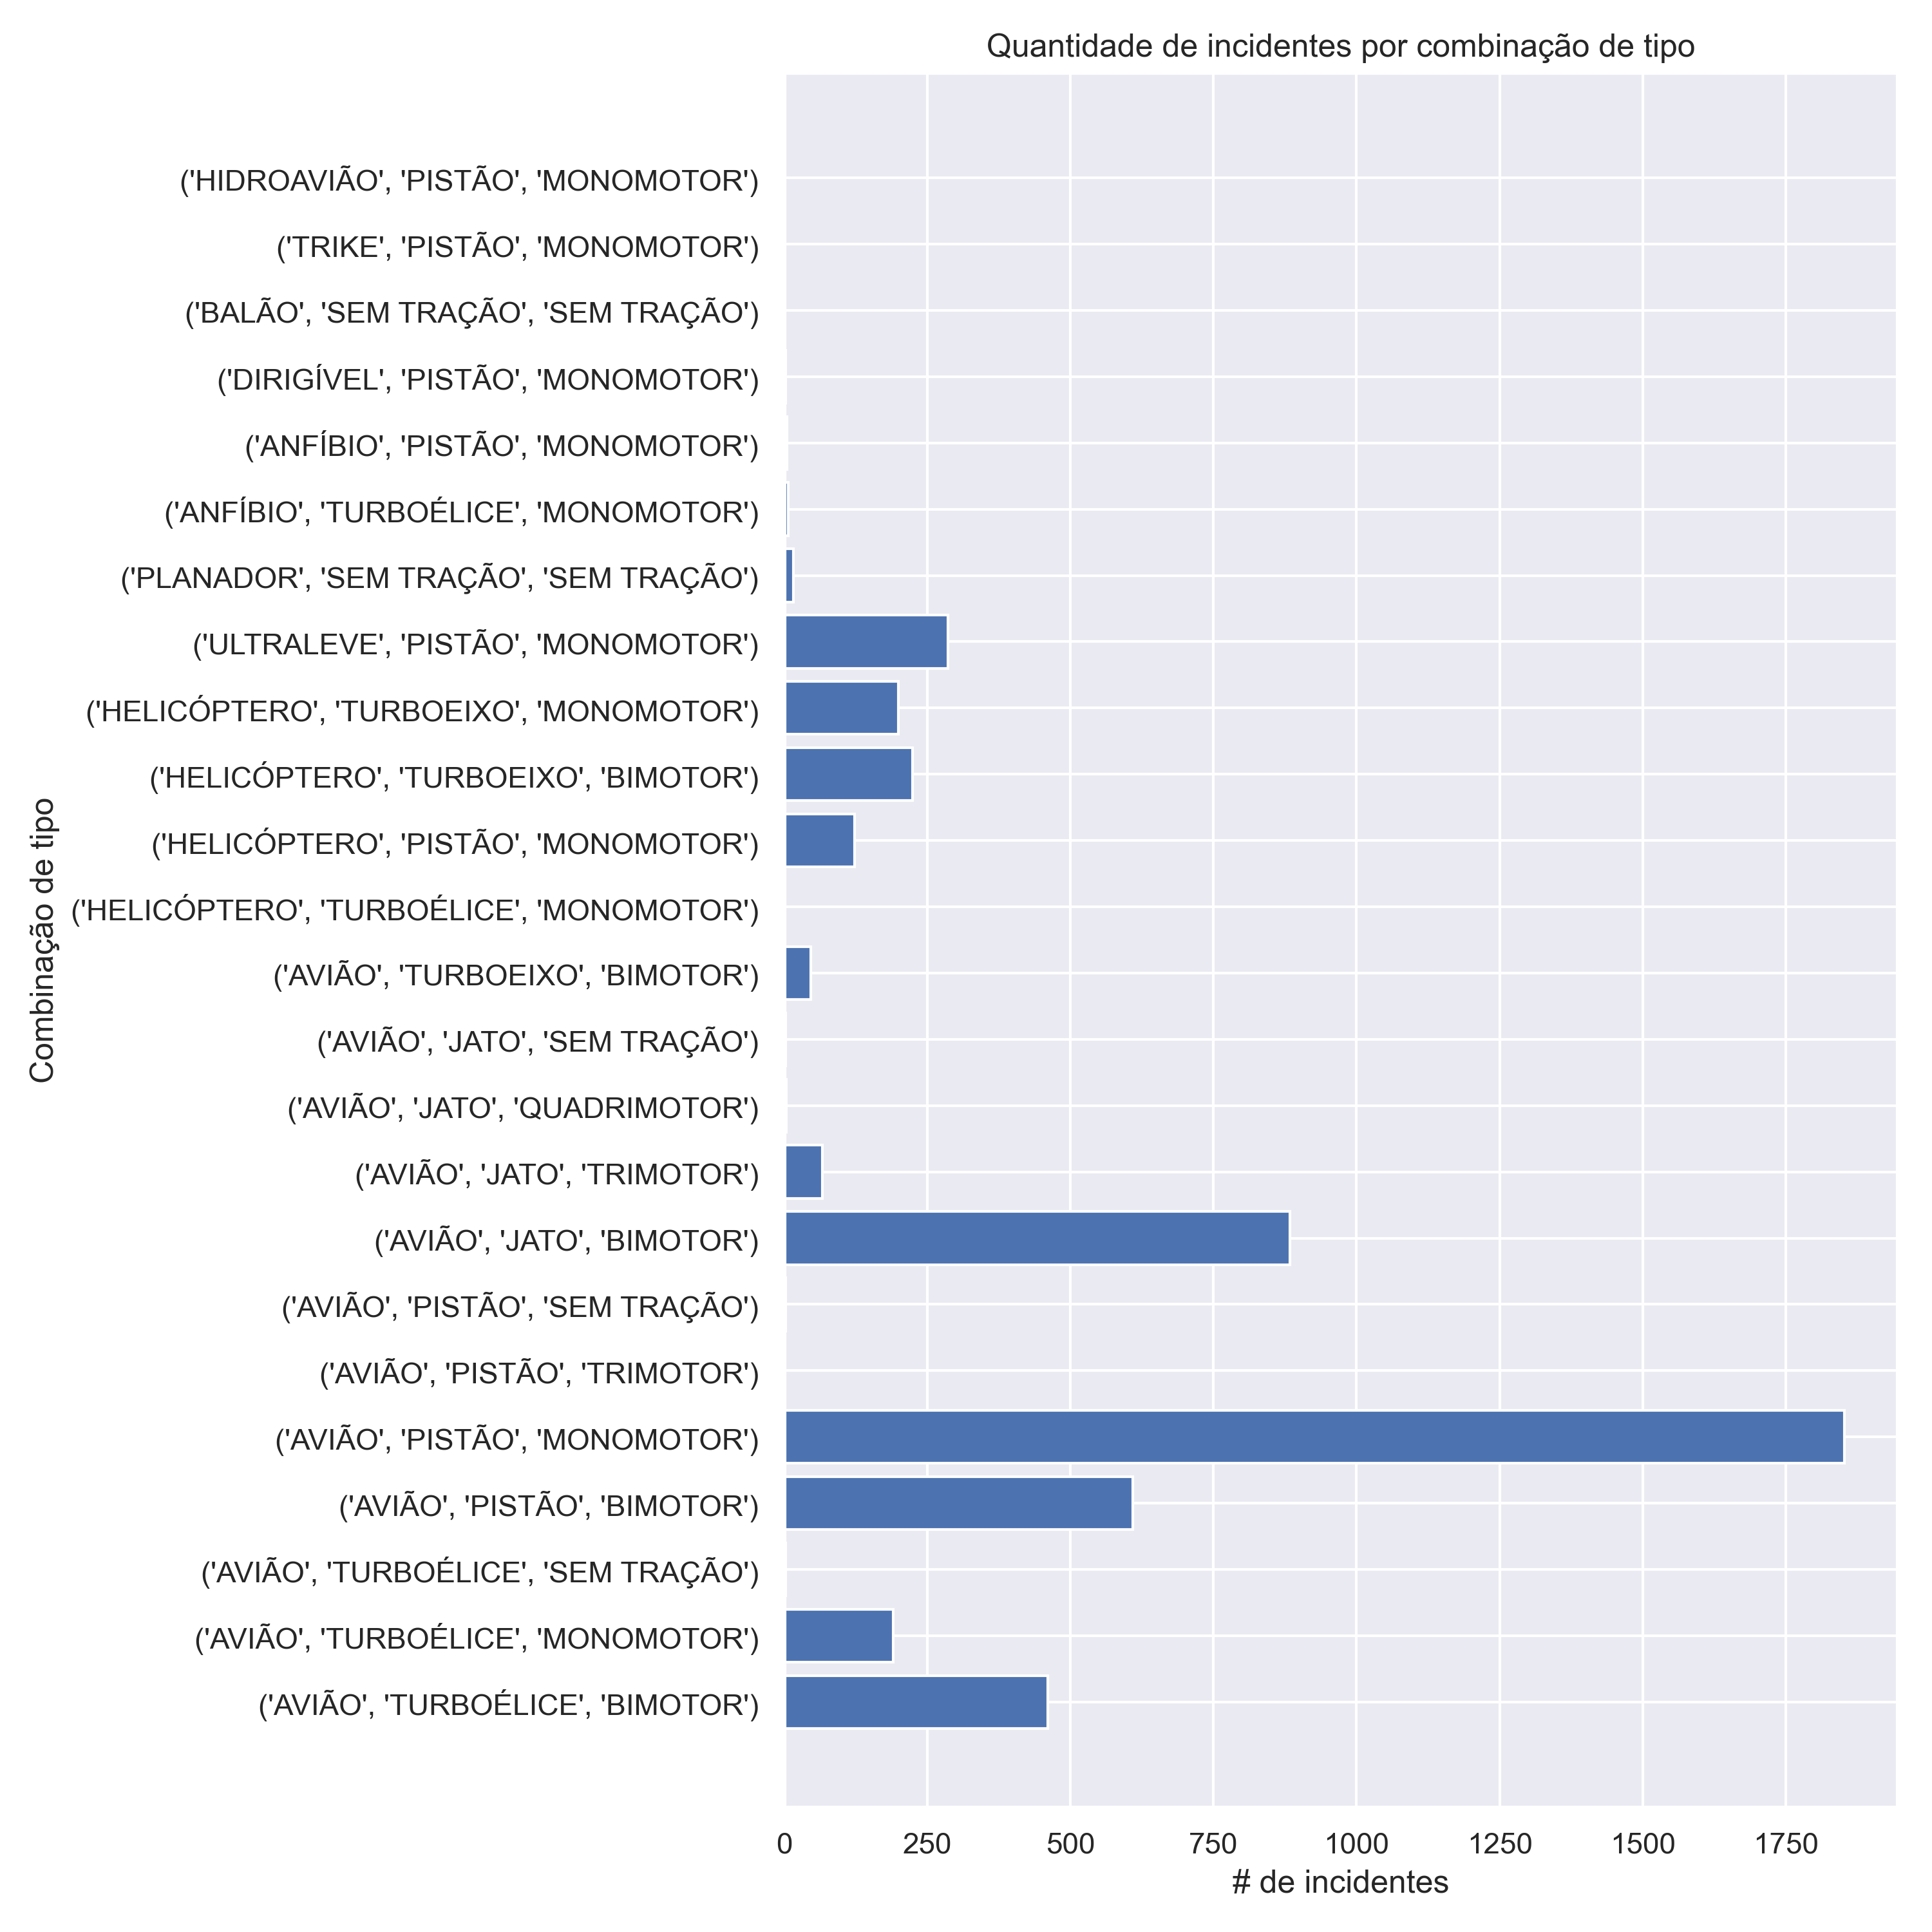 Quantidade de incidentes por combinação de tipo
('HIDROAVIÃO', 'PISTÃO', 'MONOMOTOR')
('TRIKE', 'PISTÃO', 'MONOMOTOR')
('BALÃO', 'SEM TRAÇÃO', 'SEM TRAÇÃO')
('DIRIGÍVEL', 'PISTÃO', 'MONOMOTOR')
('ANFÍBIO', 'PISTÃO', 'MONOMOTOR')
('ANFÍBIO', 'TURBOÉLICE', 'MONOMOTOR')
('PLANADOR', 'SEM TRAÇÃO', 'SEM TRAÇÃO')
('ULTRALEVE', 'PISTÃO', 'MONOMOTOR')
('HELICÓPTERO', 'TURBOEIXO', 'MONOMOTOR')
('HELICÓPTERO', 'TURBOEIXO', 'BIMOTOR')
('HELICÓPTERO', 'PISTÃO', 'MONOMOTOR')
('HELICÓPTERO', 'TURBOÉLICE', 'MONOMOTOR')
('AVIÃO', 'TURBOEIXO', 'BIMOTOR')
('AVIÃO', 'JATO', 'SEM TRAÇÃO')
('AVIÃO', 'JATO', 'QUADRIMOTOR')
('AVIÃO', 'JATO', 'TRIMOTOR')
('AVIÃO', 'JATO', 'BIMOTOR')
('AVIÃO', 'PISTÃO', 'SEM TRAÇÃO')
('AVIÃO', 'PISTÃO', 'TRIMOTOR')
('AVIÃO', 'PISTÃO', 'MONOMOTOR')
('AVIÃO', 'PISTÃO', 'BIMOTOR')
('AVIÃO', 'TURBOÉLICE', 'SEM TRAÇÃO')
('AVIÃO', 'TURBOÉLICE', 'MONOMOTOR')
('AVIÃO', 'TURBOÉLICE', 'BIMOTOR')
Combinação de tipo
0 250 500 750 1000 1250 1500 1750
# de incidentes